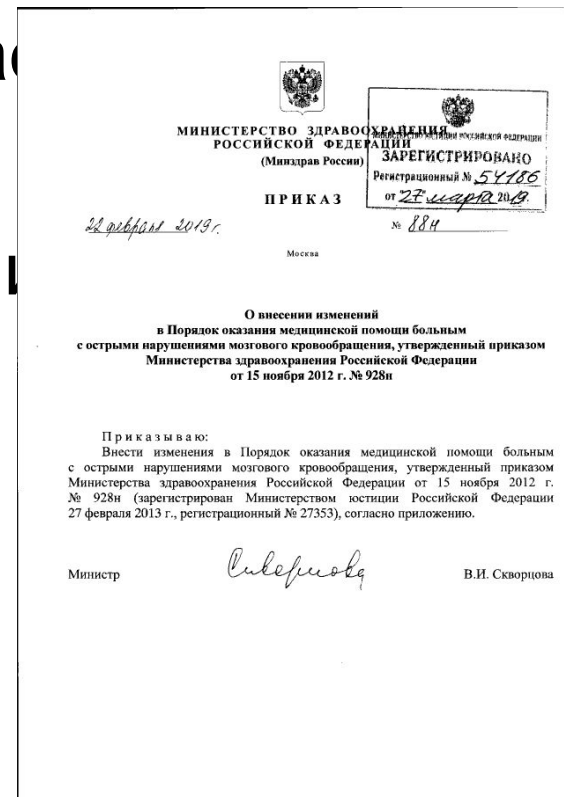 МИНИСТЕРСТВО ЗДРАВООХРАНЕНИЯ
РОССИЙСКОЙ ФЕДЕРАЦИИ
(Минздрав России)
МИНИСТЕРСТВО ЮСТИЦИИ РОССИЙСКОЙ ФЕДЕРАЦИИ
ЗАРЕГИСТРИРОВАНО
Регистрационный № 54186
от "27" марта 2019.
ПРИКАЗ
22 февраля 2019 г.
№ 88н
Москва
О внесении изменений
в Порядок оказания медицинской помощи больным
с острыми нарушениями мозгового кровообращения, утвержденный приказом
Министерства здравоохранения Российской Федерации
от 15 ноября 2012 г. № 928н
Приказываю:
Внести изменения в Порядок оказания медицинской помощи больным
с острыми нарушениями мозгового кровообращения, утвержденный приказом
Министерства здравоохранения Российской Федерации от 15 ноября 2012 г.
№ 928н (зарегистрирован Министерством юстиции Российской Федерации
27 февраля 2013 г., регистрационный № 27353), согласно приложению.
Министр
В.И. Скворцова